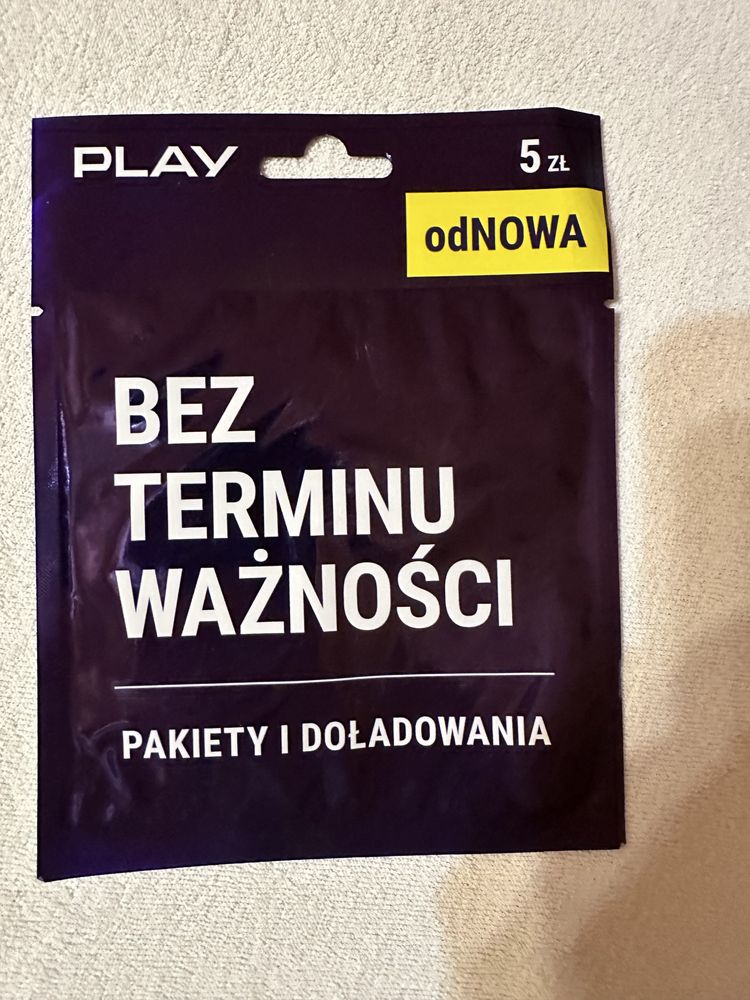 PLAY
5 ZŁ
odNOWA
BEZ
TERMINU
WAŻNOŚCI
PAKIETY I DOŁADOWANIA